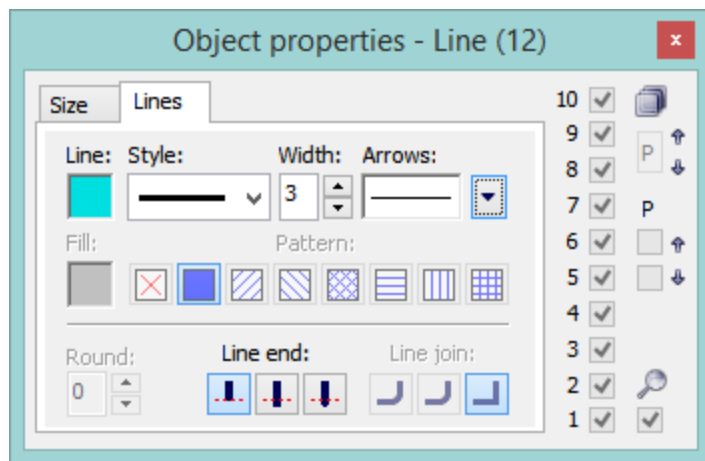 Object properties - Line (12)
x
Size
Lines
Line:
Style:
Width:
Arrows:
3
Fill:
Pattern:
Round:
Line end:
Line join:
0
10
9
P
8
7
P
6
5
4
3
2
1